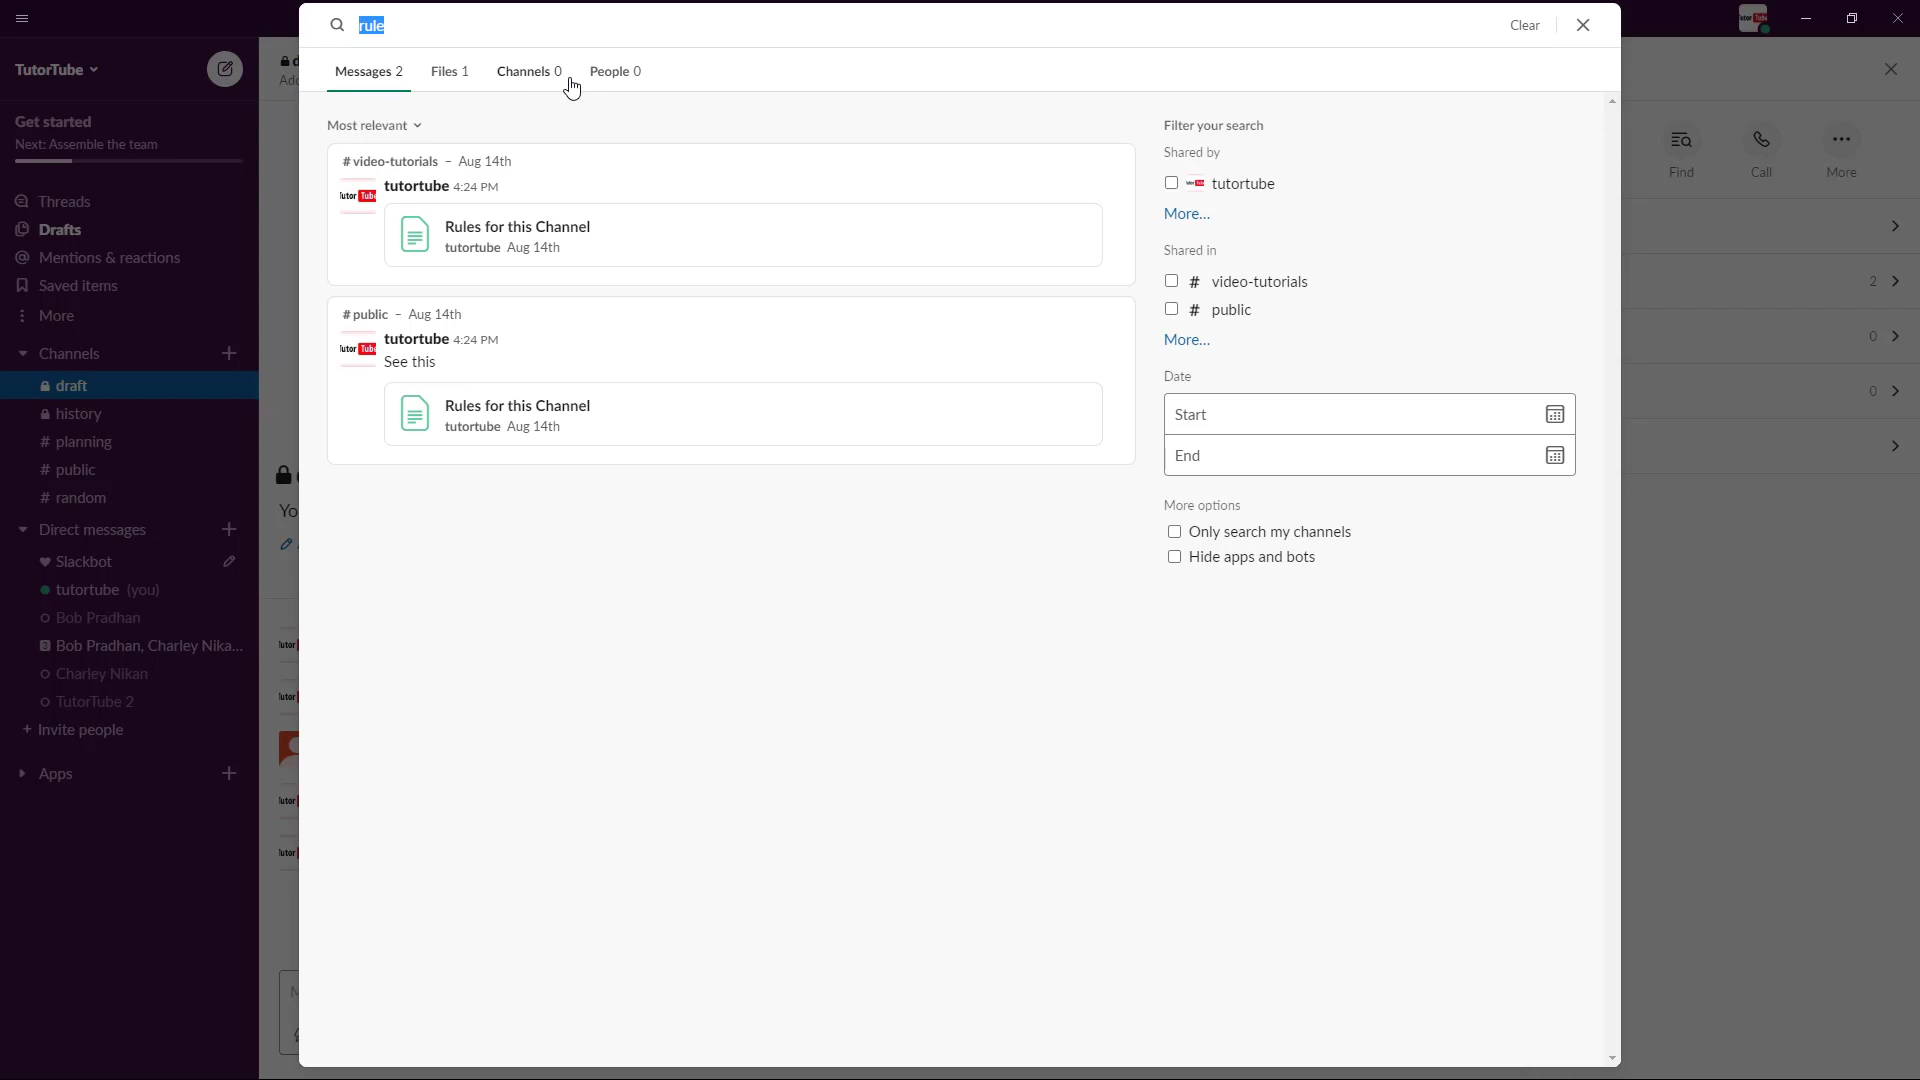 rule
Clear
TutorTube
Get started
Next: Assemble the team
Threads
Drafts
Mentions & reactions
Saved items
More
Channels
draft
history
# planning
# public
# random
Direct messages
Slackbot
tutortube (you)
Bob Pradhan
3 Bob Pradhan, Charley Nika...
Charley Nikan
TutorTube 2
+ Invite people
Apps
Messages 2 Files 1 Channels 0 People 0
Most relevant
# video-tutorials – Aug 14th
tutortube 4:24 PM
Rules for this Channel
tutortube Aug 14th
# public – Aug 14th
tutortube 4:24 PM
See this
Rules for this Channel
tutortube Aug 14th
Filter your search
Shared by
tutortube
More...
Shared in
# video-tutorials
# public
More...
Date
Start
End
More options
Only search my channels
Hide apps and bots
Find Call More
2
0
0